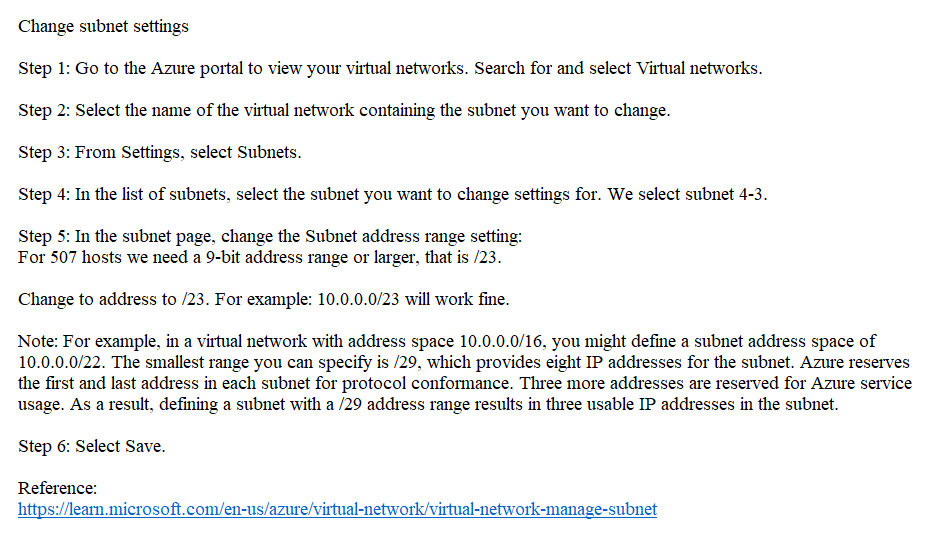 Change subnet settings
Step 1: Go to the Azure portal to view your virtual networks. Search for and select Virtual networks.
Step 2: Select the name of the virtual network containing the subnet you want to change.
Step 3: From Settings, select Subnets.
Step 4: In the list of subnets, select the subnet you want to change settings for. We select subnet 4-3.
Step 5: In the subnet page, change the Subnet address range setting:
For 507 hosts we need a 9-bit address range or larger, that is /23.
Change to address to /23. For example: 10.0.0.0/23 will work fine.
Note: For example, in a virtual network with address space 10.0.0.0/16, you might define a subnet address space of
10.0.0.0/22. The smallest range you can specify is /29, which provides eight IP addresses for the subnet. Azure reserves
the first and last address in each subnet for protocol conformance. Three more addresses are reserved for Azure service
usage. As a result, defining a subnet with a /29 address range results in three usable IP addresses in the subnet.
Step 6: Select Save.
Reference:
https://learn.microsoft.com/en-us/azure/virtual-network/virtual-network-manage-subnet